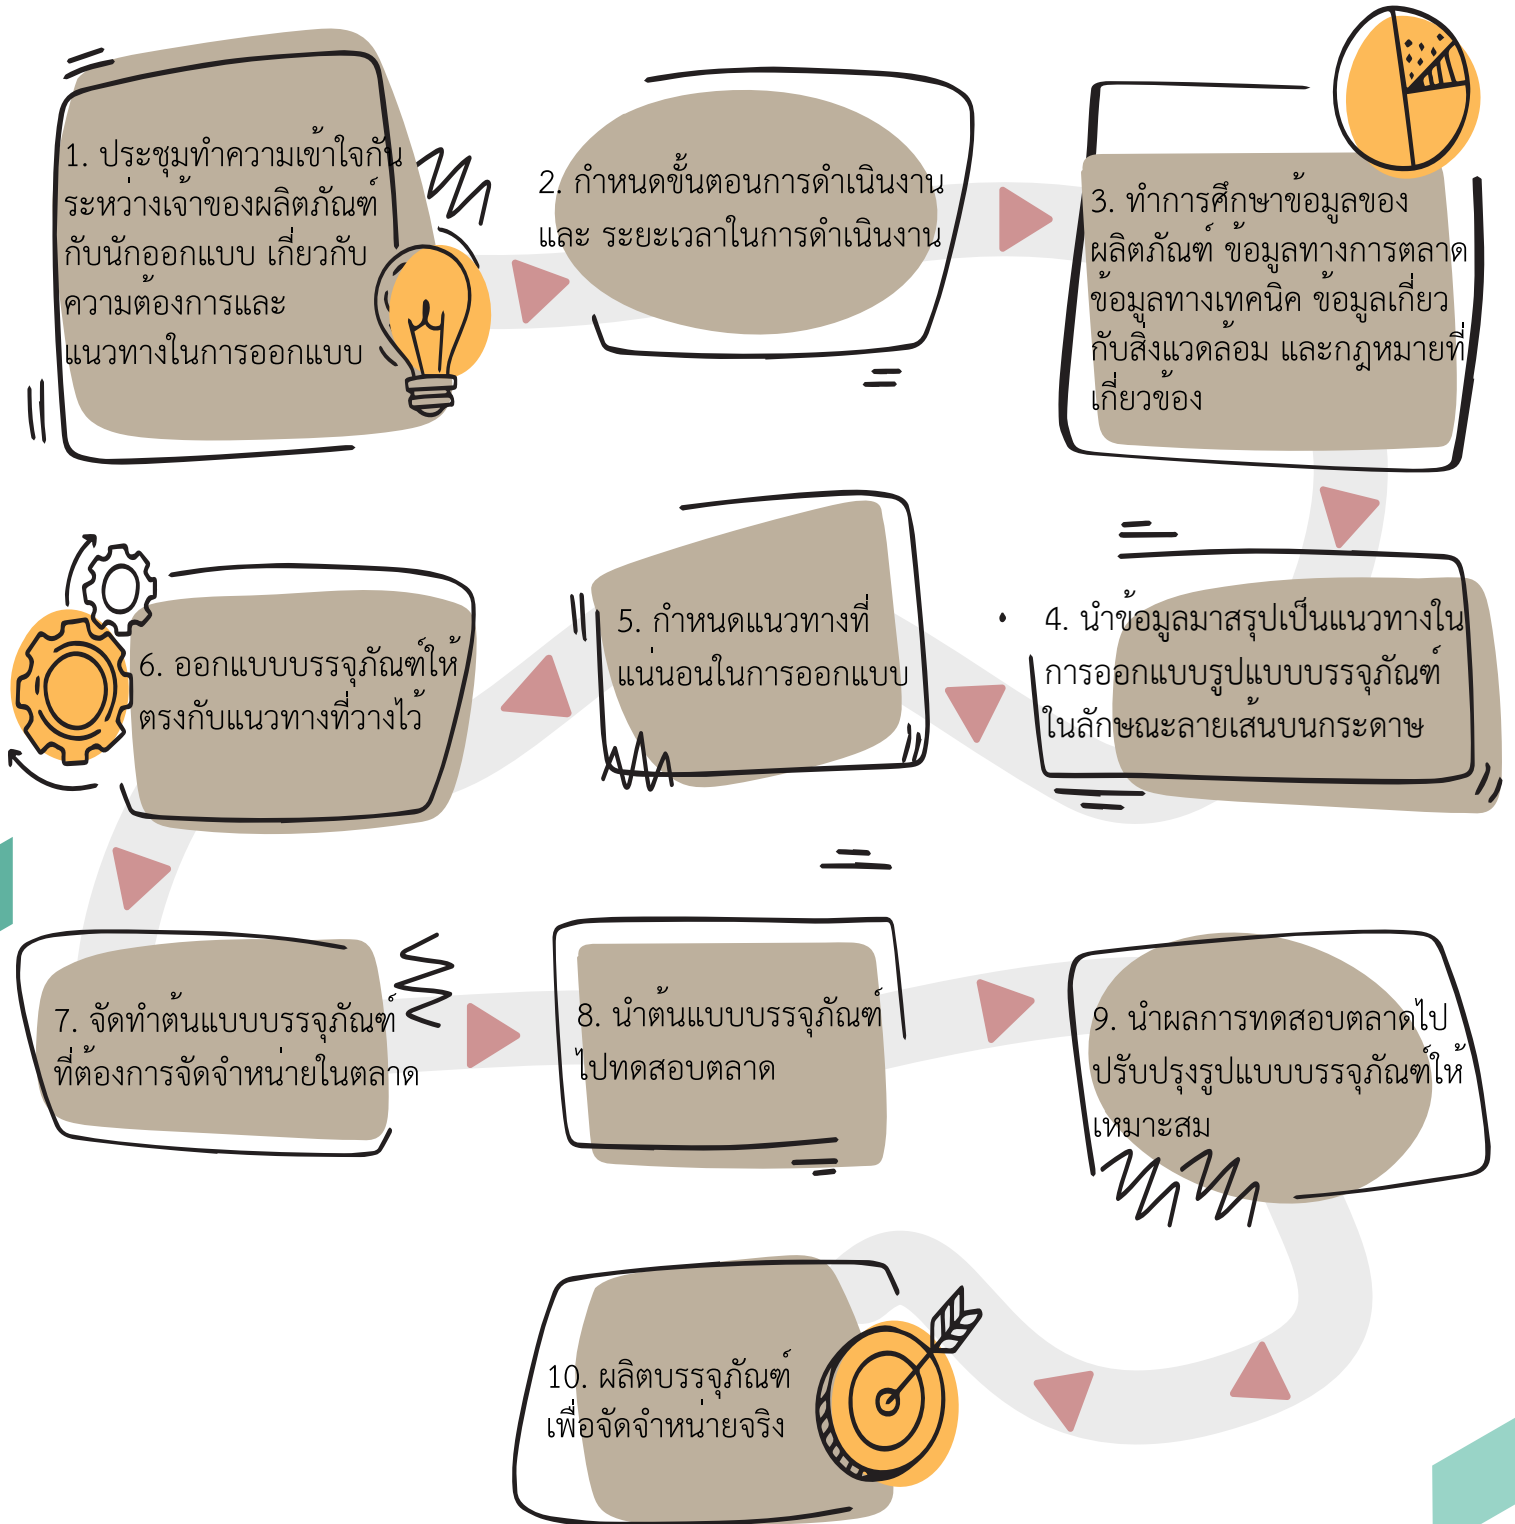 1. ประชุมทำความเข้าใจกัน
ระหว่างเจ้าของผลิตภัณฑ์
กับนักออกแบบ เกี่ยวกับ
ความต้องการและ
แนวทางในการออกแบบ
2. กำหนดขั้นตอนการดำเนินงาน
และ ระยะเวลาในการดำเนินงาน
3. ทำการศึกษาข้อมูลของ
ผลิตภัณฑ์ ข้อมูลทางการตลาด
ข้อมูลทางเทคนิค ข้อมูลเกี่ยว
กับสิ่งแวดล้อม และกฎหมายที่
เกี่ยวข้อง
• 4. นำข้อมูลมาสรุปเป็นแนวทางใน
การออกแบบรูปแบบบรรจุภัณฑ์
ในลักษณะลายเส้นบนกระดาษ
5. กำหนดแนวทางที่
แน่นอนในการออกแบบ
6. ออกแบบบรรจุภัณฑ์ให้
ตรงกับแนวทางที่วางไว้
7. จัดทำต้นแบบบรรจุภัณฑ์
ที่ต้องการจัดจำหน่ายในตลาด
8. นำต้นแบบบรรจุภัณฑ์
ไปทดสอบตลาด
9. นำผลการทดสอบตลาดไป
ปรับปรุงรูปแบบบรรจุภัณฑ์ให้
เหมาะสม
10. ผลิตบรรจุภัณฑ์
เพื่อจัดจำหน่ายจริง